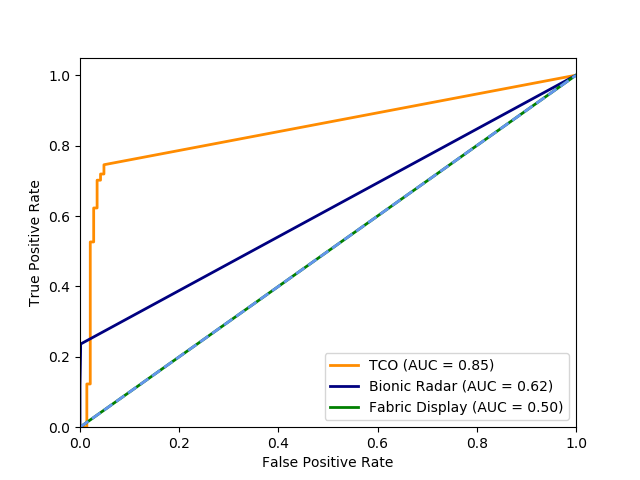 1.0
0.8
0.6
0.4
0.2
0.0
True Positive Rate
TCO (AUC = 0.85)
Bionic Radar (AUC = 0.62)
Fabric Display (AUC = 0.50)
0.0 0.2 0.4 0.6 0.8 1.0
False Positive Rate